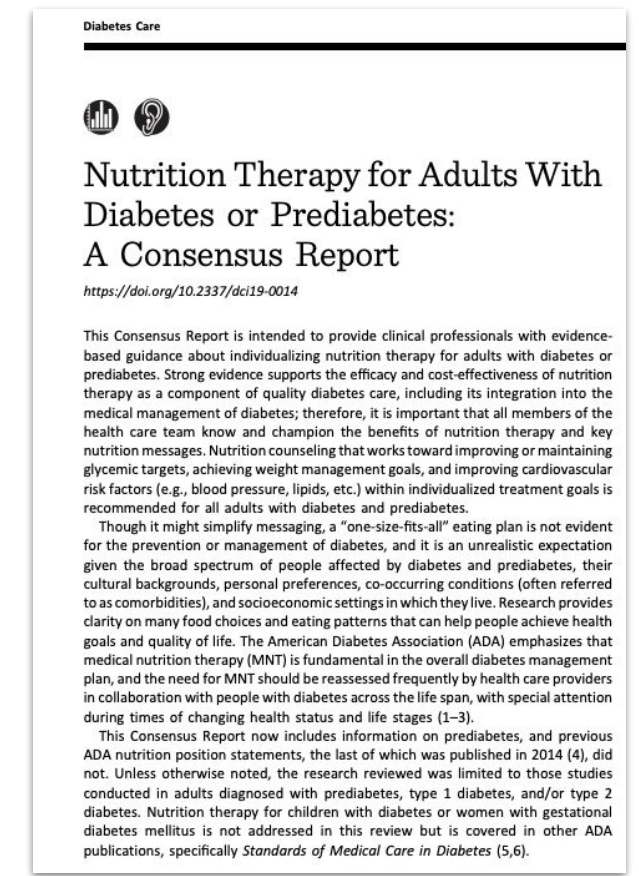 Diabetes Care
Nutrition Therapy for Adults With
Diabetes or Prediabetes:
A Consensus Report
https://doi.org/10.2337/dci19-0014
This Consensus Report is intended to provide clinical professionals with evidence-
based guidance about individualizing nutrition therapy for adults with diabetes or
prediabetes. Strong evidence supports the efficacy and cost-effectiveness of nutrition
therapy as a component of quality diabetes care, including its integration into the
medical management of diabetes; therefore, it is important that all members of the
health care team know and champion the benefits of nutrition therapy and key
nutrition messages. Nutrition counseling that works toward improving or maintaining
glycemic targets, achieving weight management goals, and improving cardiovascular
risk factors (e.g., blood pressure, lipids, etc.) within individualized treatment goals is
recommended for all adults with diabetes and prediabetes.
Though it might simplify messaging, a “one-size-fits-all” eating plan is not evident
for the prevention or management of diabetes, and it is an unrealistic expectation
given the broad spectrum of people affected by diabetes and prediabetes, their
cultural backgrounds, personal preferences, co-occurring conditions (often referred
to as comorbidities), and socioeconomic settings in which they live. Research provides
clarity on many food choices and eating patterns that can help people achieve health
goals and quality of life. The American Diabetes Association (ADA) emphasizes that
medical nutrition therapy (MNT) is fundamental in the overall diabetes management
plan, and the need for MNT should be reassessed frequently by health care providers
in collaboration with people with diabetes across the life span, with special attention
during times of changing health status and life stages (1–3).
This Consensus Report now includes information on prediabetes, and previous
ADA nutrition position statements, the last of which was published in 2014 (4), did
not. Unless otherwise noted, the research reviewed was limited to those studies
conducted in adults diagnosed with prediabetes, type 1 diabetes, and/or type 2
diabetes. Nutrition therapy for children with diabetes or women with gestational
diabetes mellitus is not addressed in this review but is covered in other ADA
publications, specifically Standards of Medical Care in Diabetes (5,6).